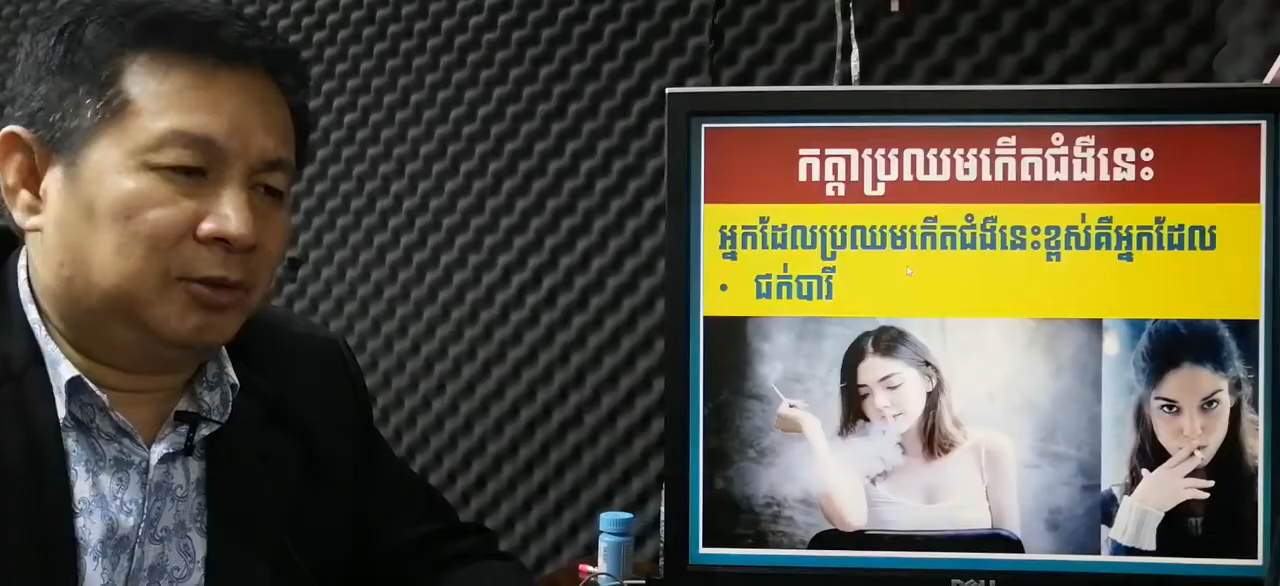 កត្តាប្រឈមកើតជំងឺនេះ
អ្នកដែលប្រឈមកើតជំងឺនេះខ្ពស់គឺអ្នកដែល
• ជក់បារី
DELL